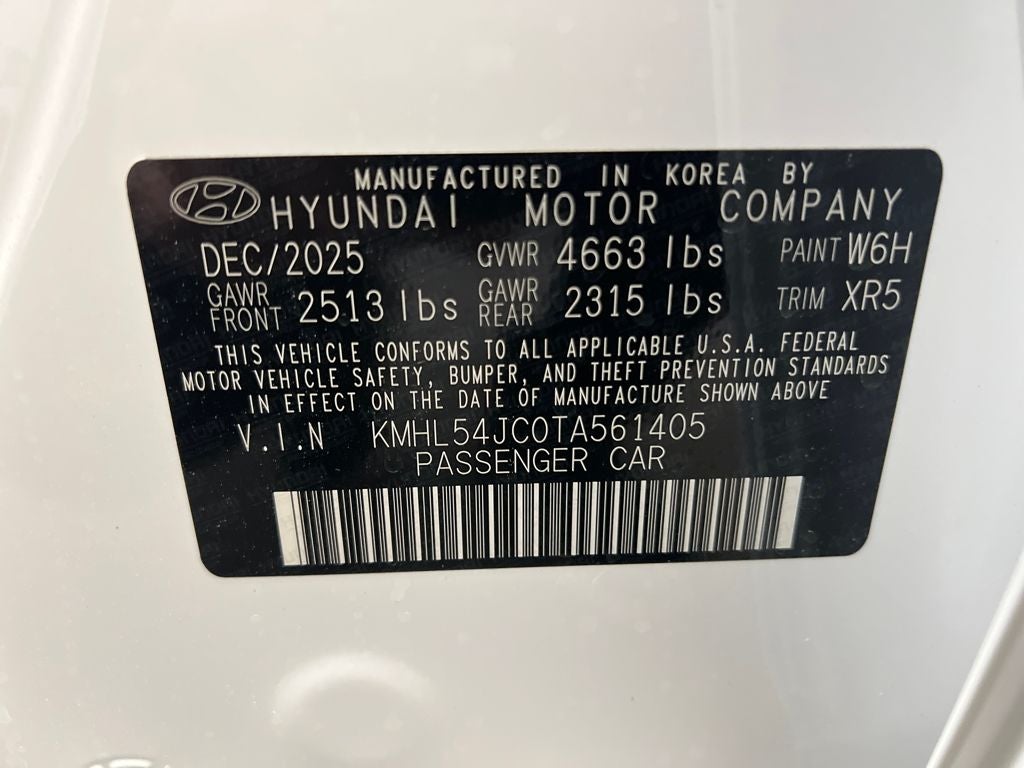 MANUFACTURED IN KOREA BY
HYUNDAI MOTOR COMPANY
DEC/2025 GVWR 4663 lbs PAINT W6H
GAWR FRONT 2513 lbs GAWR REAR 2315 lbs TRIM XR5
THIS VEHICLE CONFORMS TO ALL APPLICABLE U.S.A. FEDERAL
MOTOR VEHICLE SAFETY, BUMPER, AND THEFT PREVENTION STANDARDS
IN EFFECT ON THE DATE OF MANUFACTURE SHOWN ABOVE
V.I.N KMHL54JC0TA561405
PASSENGER CAR